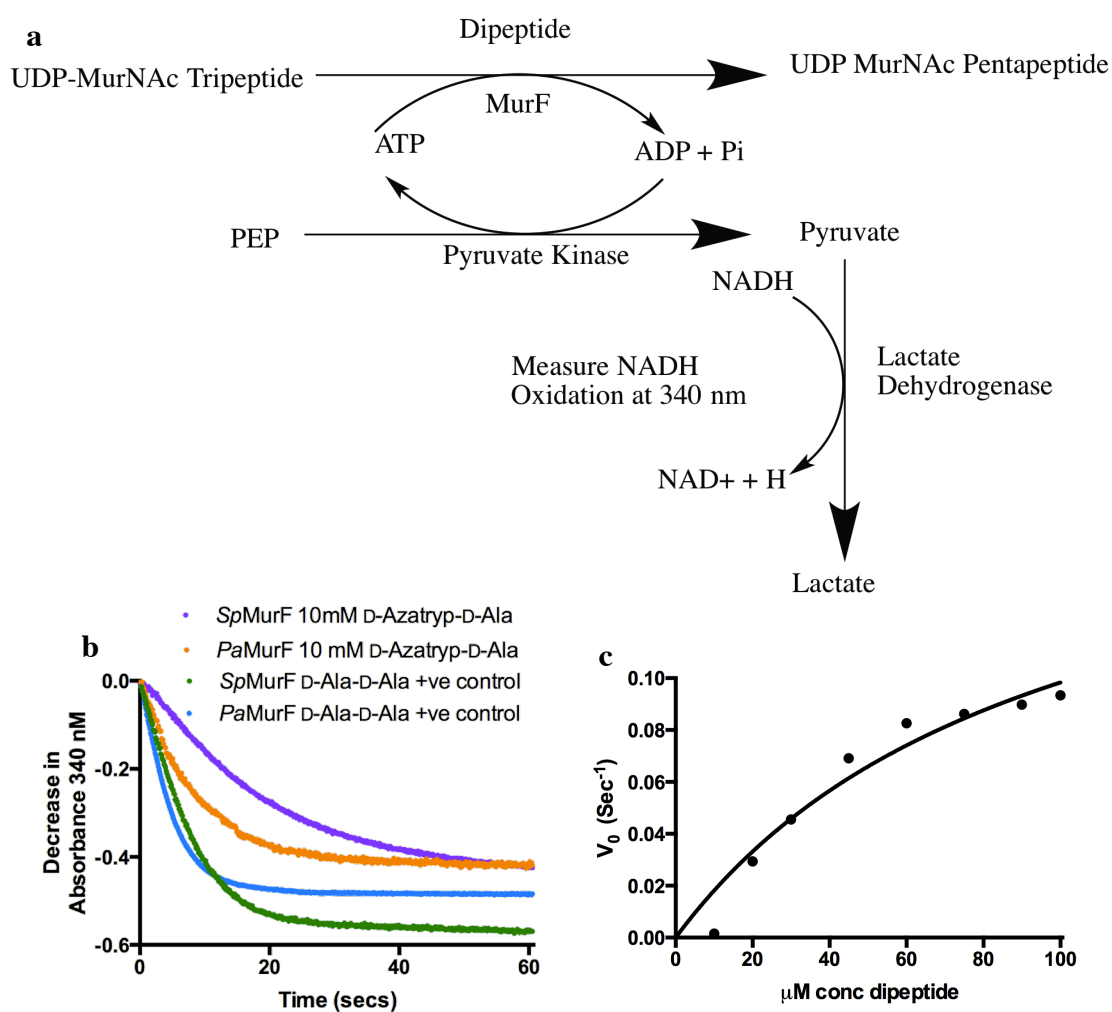 a
Dipeptide
UDP-MurNAc Tripeptide
UDP MurNAc Pentapeptide
MurF
ATP
ADP + Pi
PEP
Pyruvate Kinase
Pyruvate
NADH
Measure NADH
Oxidation at 340 nm
Lactate
Dehydrogenase
NAD+ + H
Lactate
b
SpMurF 10mM D-Azatryp-D-Ala
PaMurF 10 mM D-Azatryp-D-Ala
SpMurF D-Ala-D-Ala +ve control
PaMurF D-Ala-D-Ala +ve control
0.0
-0.2
-0.4
-0.6
Decrease in
Absorbance 340 nM
0 20 40 60
Time (secs)
c
0.10
0.08
0.06
0.04
0.02
0.00
V₀ (Sec⁻¹)
0 20 40 60 80 100
µM conc dipeptide